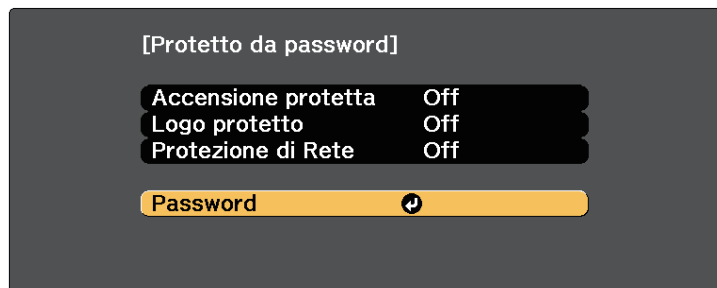 [Protetto da password]
Accensione protetta Off
Logo protetto Off
Protezione di Rete Off
Password